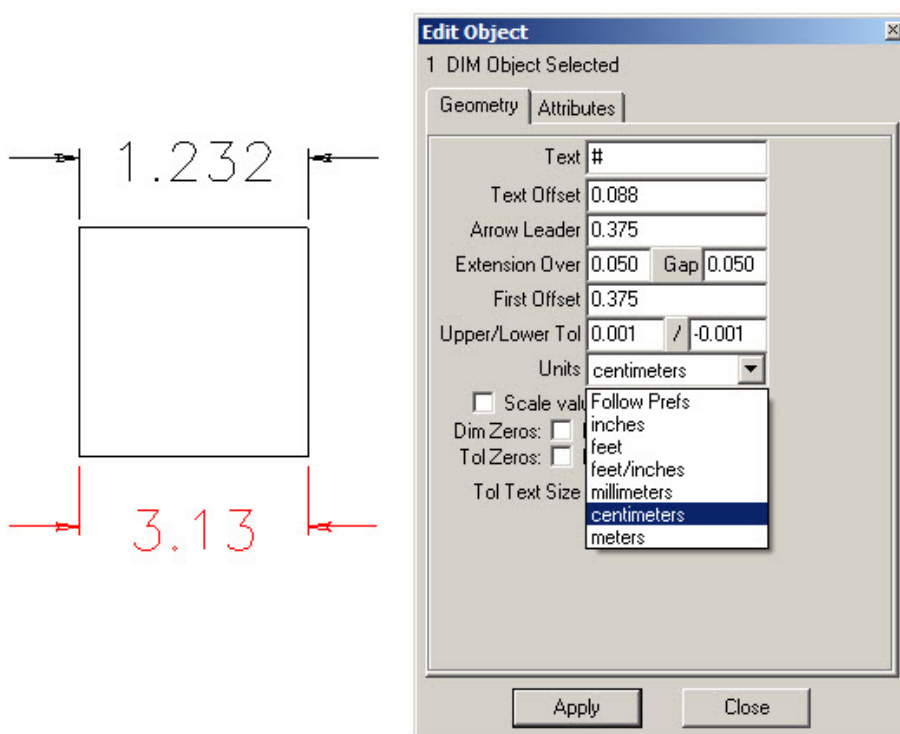 1.232
3.13
Edit Object
1 DIM Object Selected
Geometry Attributes
Text #
Text Offset 0.088
Arrow Leader 0.375
Extension Over 0.050 Gap 0.050
First Offset 0.375
Upper/Lower Tol 0.001 / -0.001
Units centimeters
Scale
Follow Prefs
inches
Dim Zeros:
feet
Tol Zeros:
feet/inches
Tol Text Size
millimeters
centimeters
meters
Apply Close